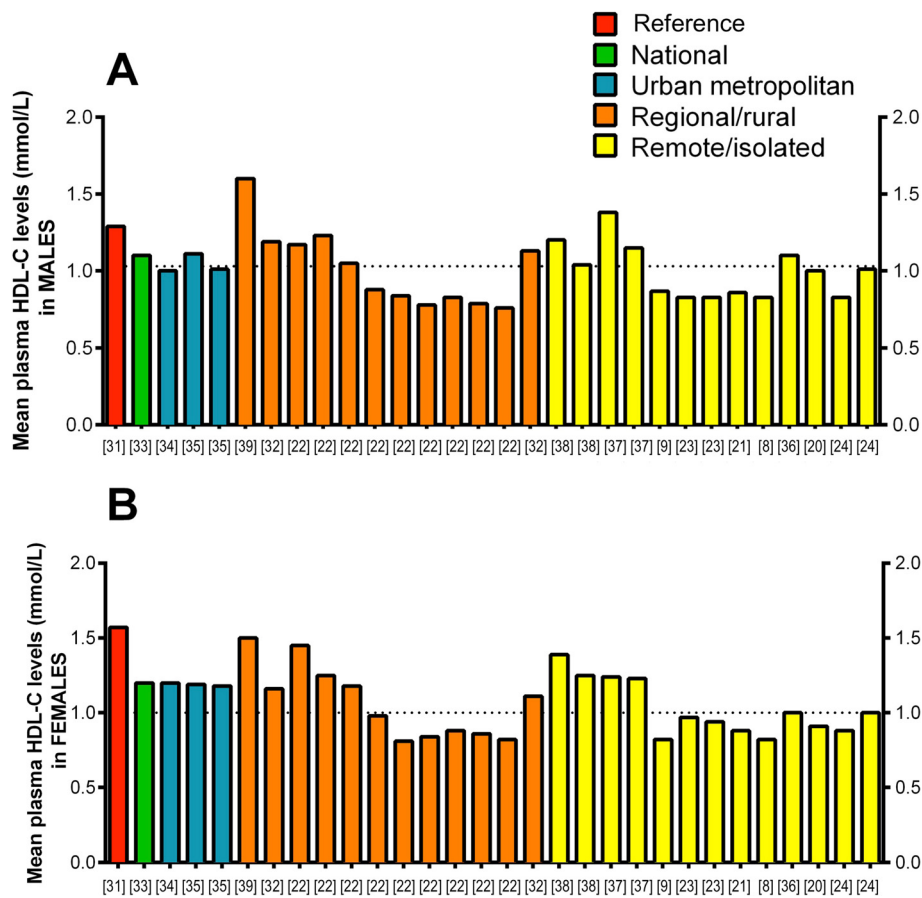 Reference
National
Urban metropolitan
Regional/rural
Remote/isolated
A
Mean plasma HDL-C levels (mmol/L)
in MALES
2.0
1.5
1.0
0.5
0.0
2.0
1.5
1.0
0.5
0.0
[31] [33] [34] [35] [35] [39] [32] [22] [22] [22] [22] [22] [22] [22] [22] [22] [32] [38] [38] [37] [37] [9] [23] [23] [21] [8] [36] [20] [24] [24]
B
Mean plasma HDL-C levels (mmol/L)
in FEMALES
2.0
1.5
1.0
0.5
0.0
2.0
1.5
1.0
0.5
0.0
[31] [33] [34] [35] [35] [39] [32] [22] [22] [22] [22] [22] [22] [22] [22] [22] [32] [38] [38] [37] [37] [9] [23] [23] [21] [8] [36] [20] [24] [24]